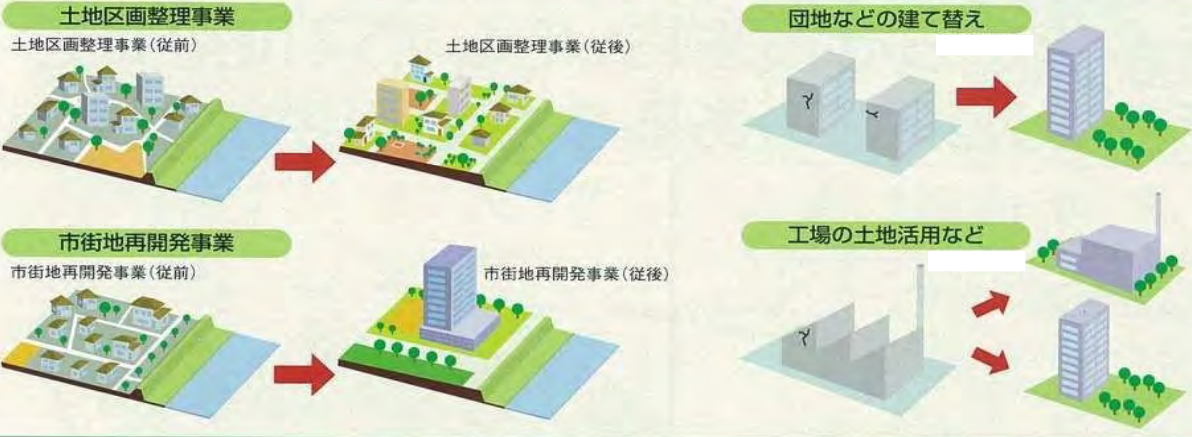 土地区画整理事業
土地区画整理事業(従前)
土地区画整理事業(従後)
市街地再開発事業
市街地再開発事業(従前)
市街地再開発事業(従後)
団地などの建て替え
工場の土地活用など